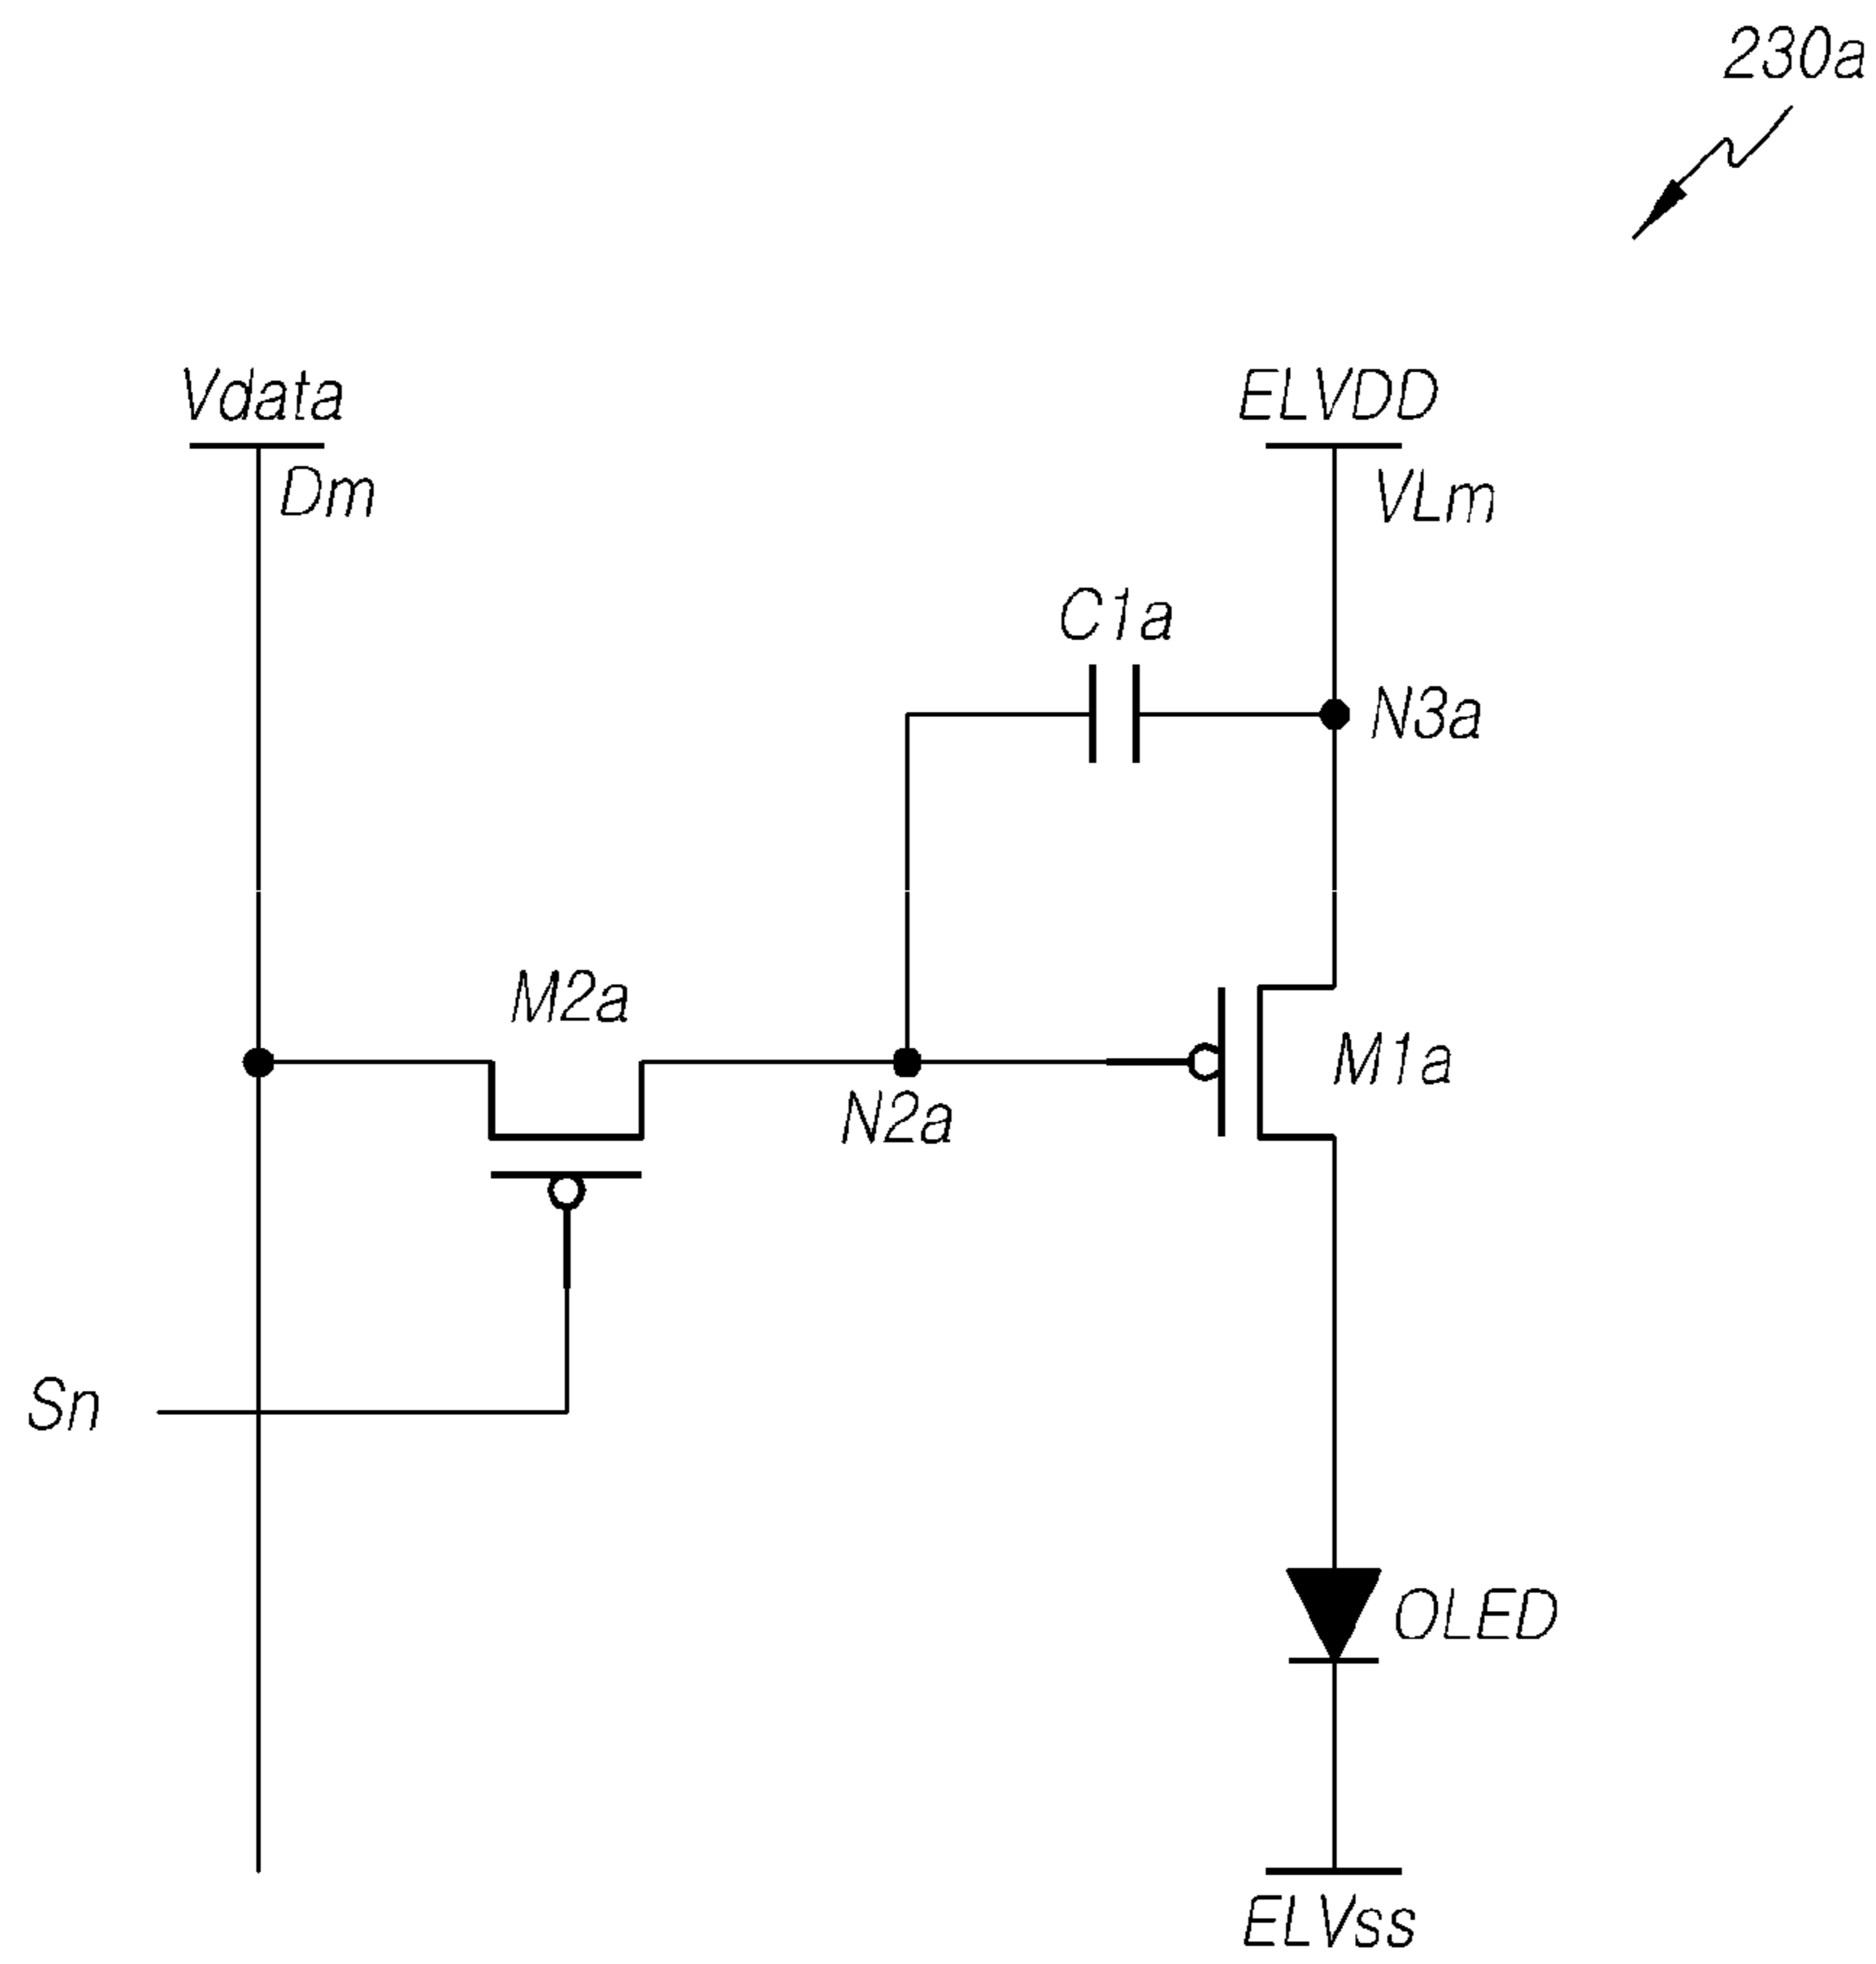 230a
Vdata
ELVDD
Dm
VLm
C1a
N3a
M2a
M1a
N2a
Sn
OLED
ELVss